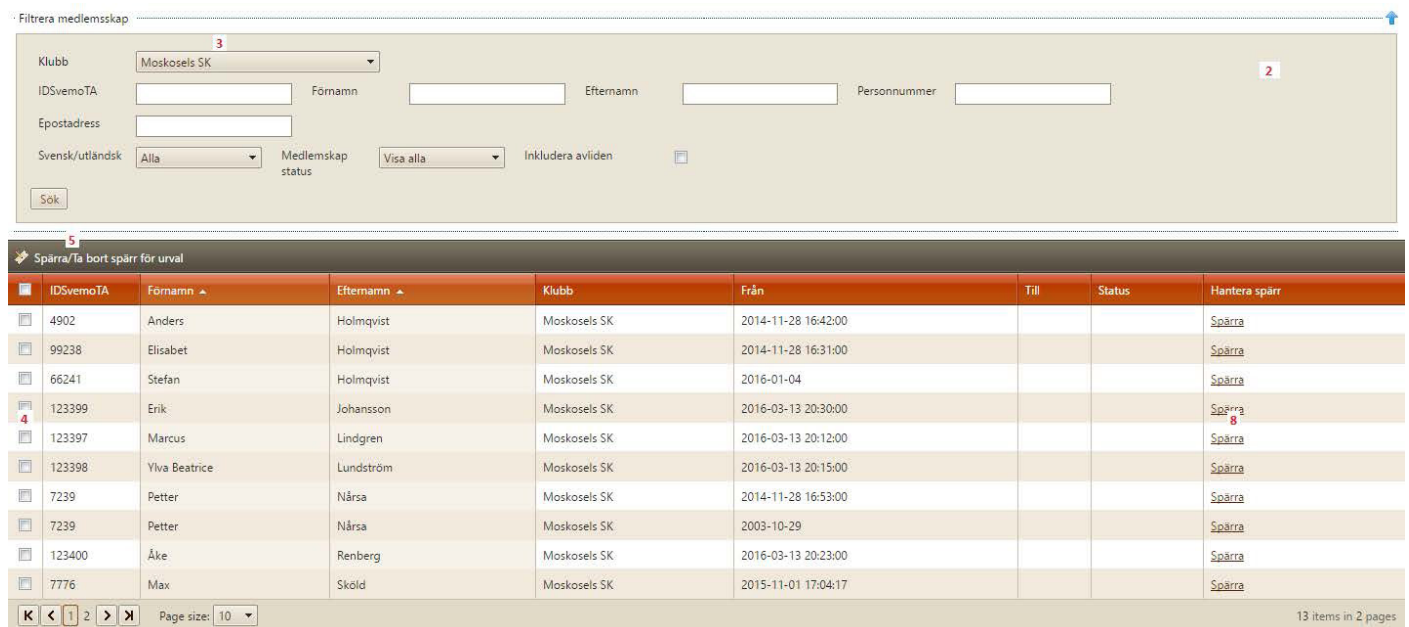 Filtrera medlemsskap
3
Klubb Moskosels SK
2
IDSvemoTA Förnamn Efternamn Personnummer
Epostadress
Svensk/utländsk Alla Medlemskap status Visa alla Inkludera avliden
Sök
5
Spärra/Ta bort spärr för urval
IDSvemoTA Förnamn Efternamn Klubb Från Till Status Hantera spärr
4902 Anders Holmqvist Moskosels SK 2014-11-28 16:42:00 Spärra
99238 Elisabet Holmqvist Moskosels SK 2014-11-28 16:31:00 Spärra
66241 Stefan Holmqvist Moskosels SK 2016-01-04 Spärra
123399 Erik Johansson Moskosels SK 2016-03-13 20:30:00 Spärra
4 8
123397 Marcus Lindgren Moskosels SK 2016-03-13 20:12:00 Spärra
123398 Ylva Beatrice Lundström Moskosels SK 2016-03-13 20:15:00 Spärra
7239 Petter Nårsa Moskosels SK 2014-11-28 16:53:00 Spärra
7239 Petter Nårsa Moskosels SK 2003-10-29 Spärra
123400 Åke Renberg Moskosels SK 2016-03-13 20:23:00 Spärra
7776 Max Sköld Moskosels SK 2015-11-01 17:04:17 Spärra
1 2 Page size: 10 13 items in 2 pages